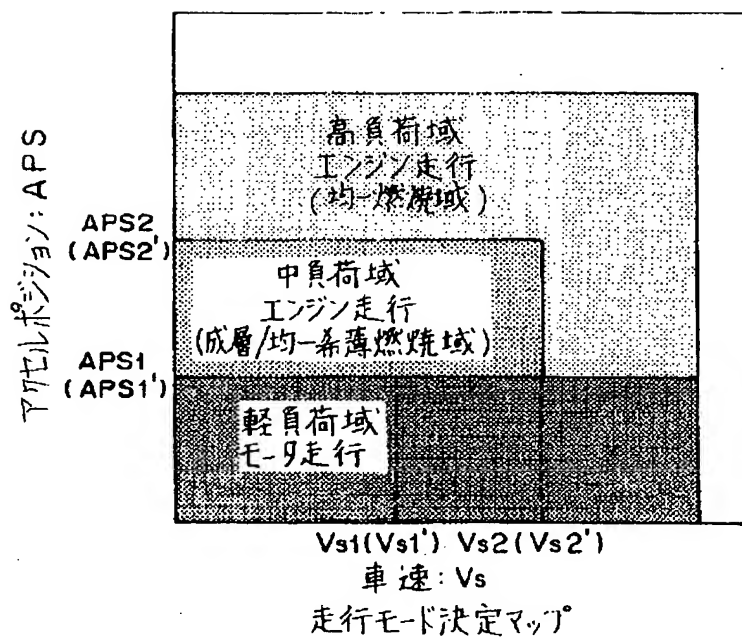 高負荷域
エンジン走行
(均一燃焼域)
アクセルポジション:APS
APS2
(APS2')
中負荷域
エンジン走行
(成層/均一希薄燃焼域)
APS1
(APS1')
軽負荷域
モータ走行
Vs1(Vs1') Vs2(Vs2')
車速:Vs
走行モード決定マップ